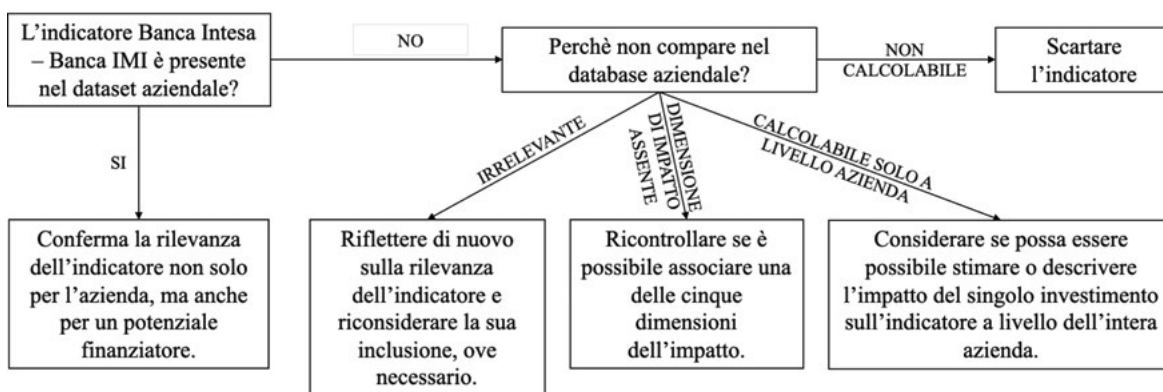 L’indicatore Banca Intesa
– Banca IMI è presente
nel dataset aziendale?
NO
Perchè non compare nel
database aziendale?
NON
CALCOLABILE
Scartare
l’indicatore
SI
IRRELEVANTE
DIMENSIONE
DI IMPATTO
ASSENTE
CALCOLABILE SOLO A
LIVELLO AZIENDA
Conferma la rilevanza
dell’indicatore non solo
per l’azienda, ma anche
per un potenziale
finanziatore.
Riflettere di nuovo
sulla rilevanza
dell’indicatore e
riconsiderare la sua
inclusione, ove
necessario.
Ricontrollare se è
possibile associare una
delle cinque
dimensioni
dell’impatto.
Considerare se possa essere
possibile stimare o descrivere
l’impatto del singolo investimento
sull’indicatore a livello dell’intera
azienda.